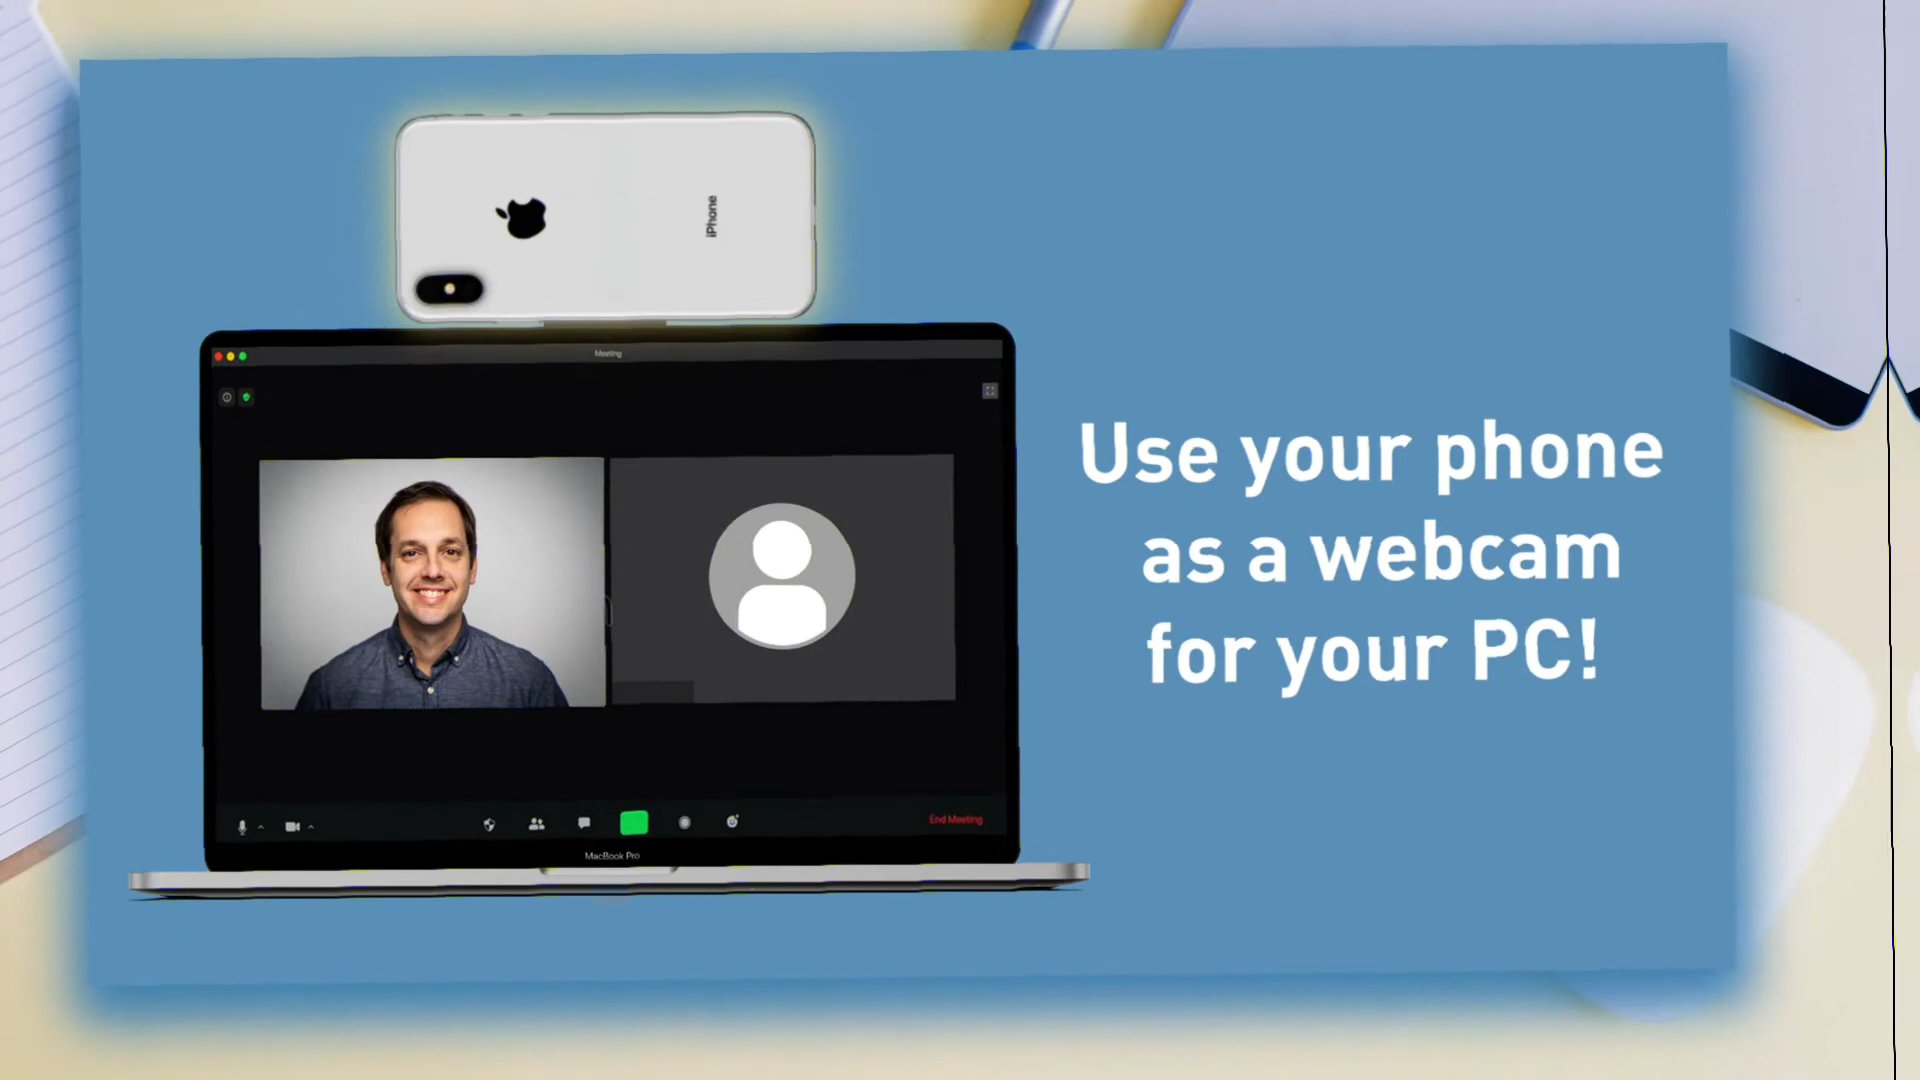 iPhone
Meeting
Use your phone
as a webcam
for your PC!
End Meeting
MacBook Pro